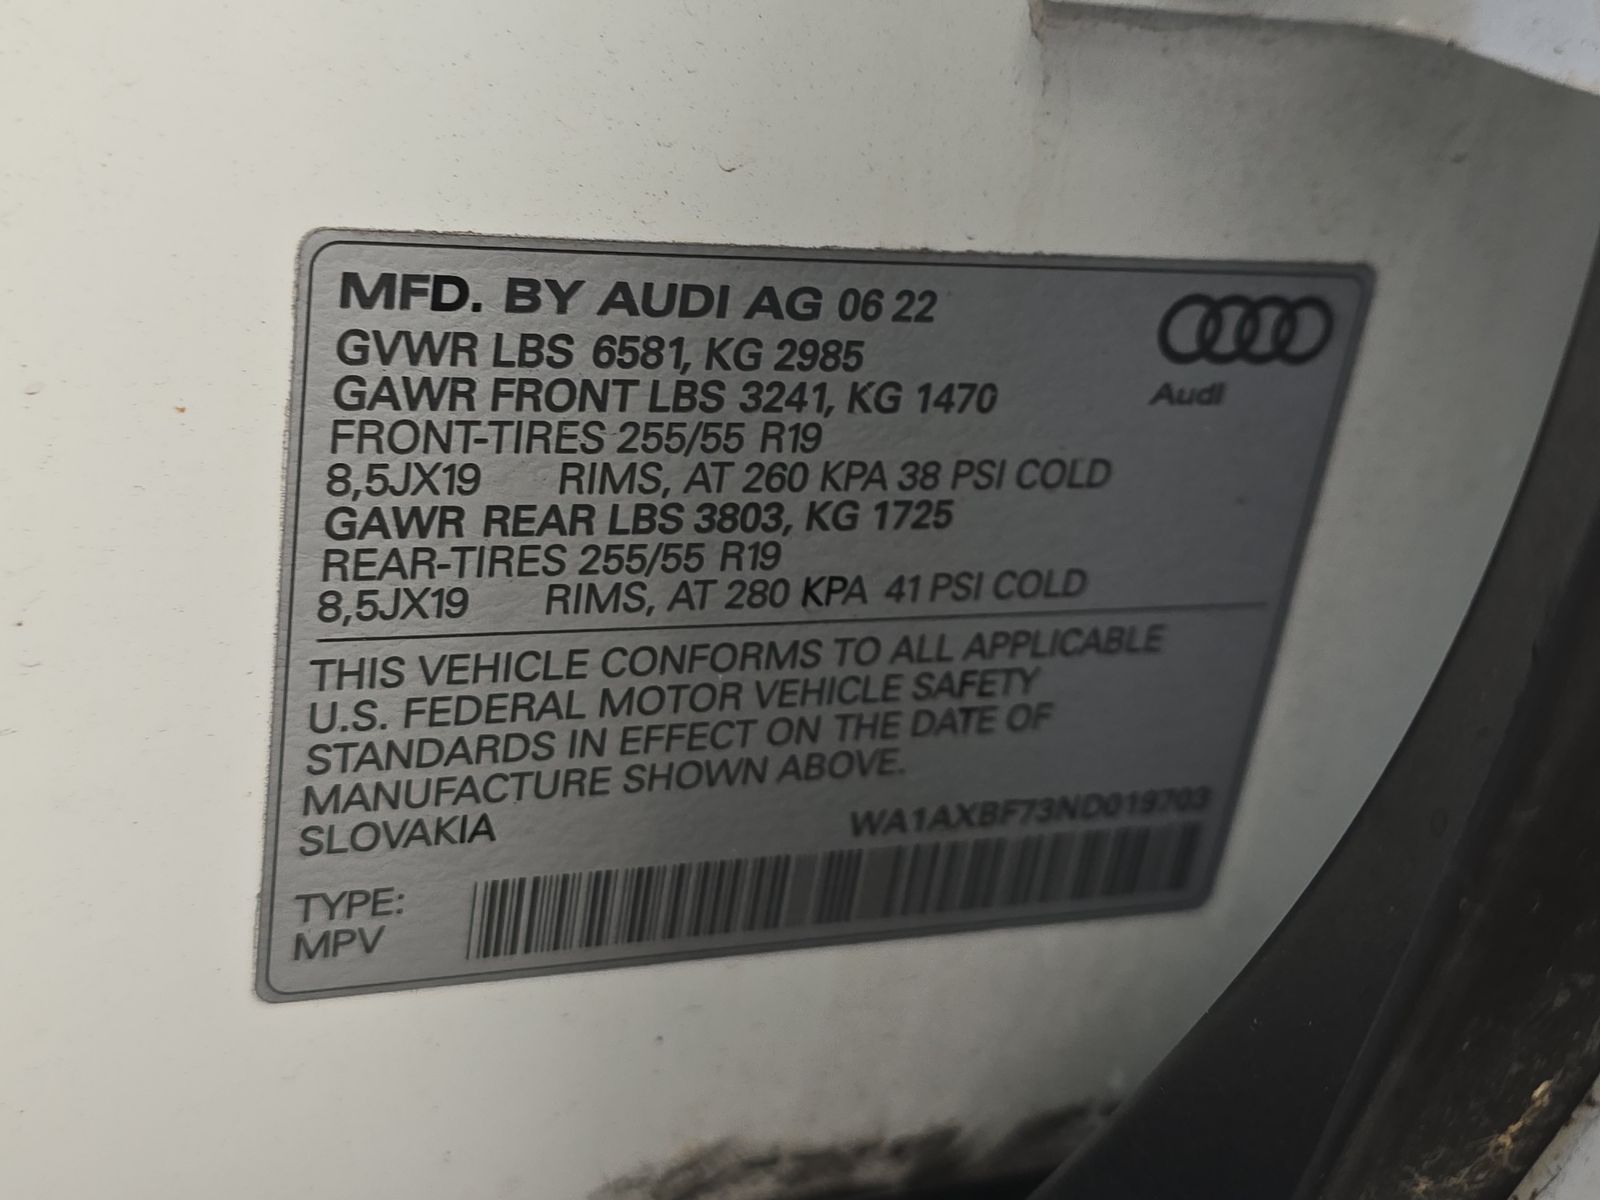 MFD. BY AUDI AG 06 22
GVWR LBS 6581, KG 2985
GAWR FRONT LBS 3241, KG 1470
FRONT-TIRES 255/55 R19
8,5JX19 RIMS, AT 260 KPA 38 PSI COLD
GAWR REAR LBS 3803, KG 1725
REAR-TIRES 255/55 R19
8,5JX19 RIMS, AT 280 KPA 41 PSI COLD
Audi
THIS VEHICLE CONFORMS TO ALL APPLICABLE
U.S. FEDERAL MOTOR VEHICLE SAFETY
STANDARDS IN EFFECT ON THE DATE OF
MANUFACTURE SHOWN ABOVE.
SLOVAKIA
WA1AXBF73ND019703
TYPE:
MPV